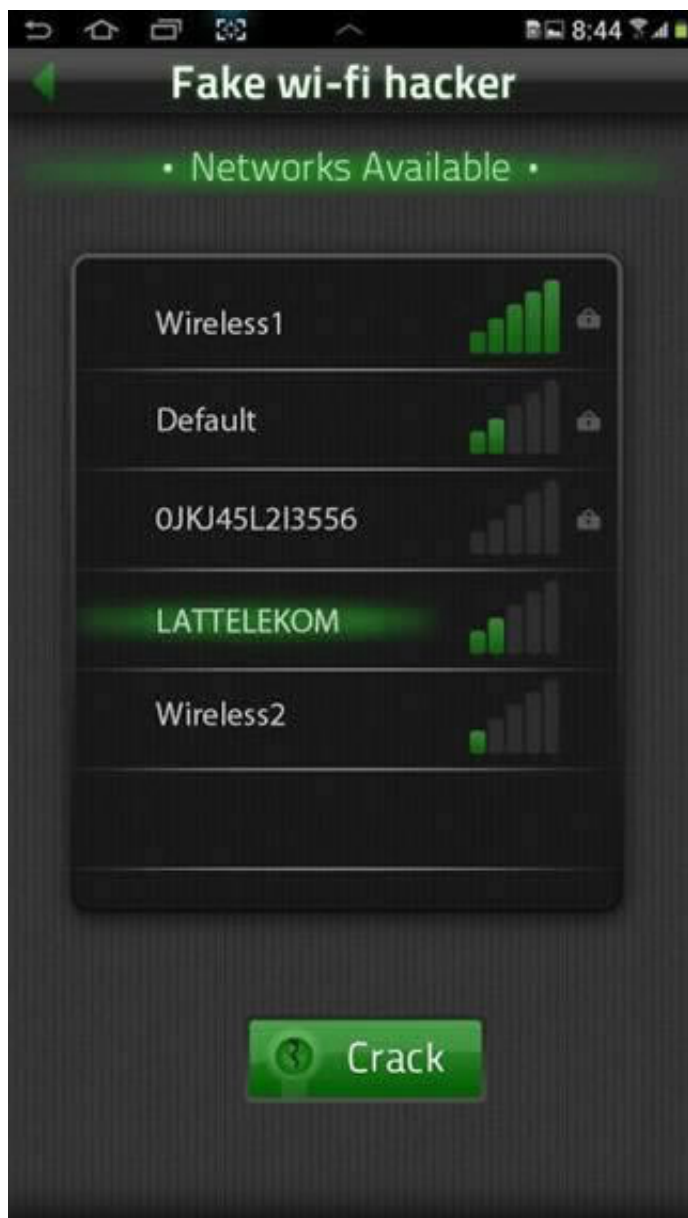 8:44
Fake wi-fi hacker
• Networks Available •
Wireless1
Default
0JKJ45L2I3556
LATTELEKOM
Wireless2
Crack